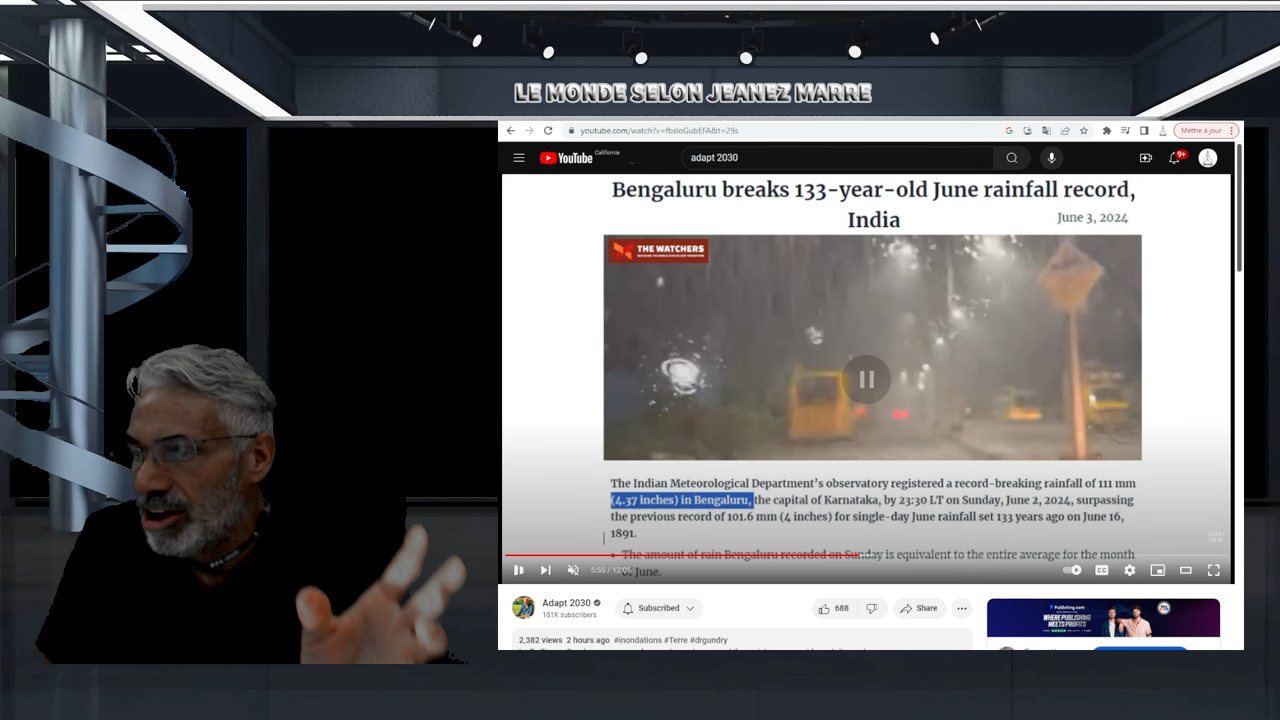 LE MONDE SELON JEANEZ MARRE
youtube.com/watch?v=fbsIoGubEFA&t=29s
Mettre à jour
YouTube
Californie
adapt 2030
9+
Bengaluru breaks 133-year-old June rainfall record,
India
June 3, 2024
THE WATCHERS
The Indian Meteorological Department's observatory registered a record-breaking rainfall of 111 mm
(4.37 inches) in Bengaluru, the capital of Karnataka, by 23:30 LT on Sunday, June 2, 2024, surpassing
the previous record of 101.6 mm (4 inches) for single-day June rainfall set 133 years ago on June 16,
1891.
• The amount of rain Bengaluru recorded on Sunday is equivalent to the entire average for the month
of June.
5:55 / 12:05
CC
Adapt 2030
181K subscribers
Subscribed
688
Share
Publishing.com
WHERE PUBLISHING
MEETS PROFITS
2,382 views 2 hours ago #inondations #Terre #drgundry